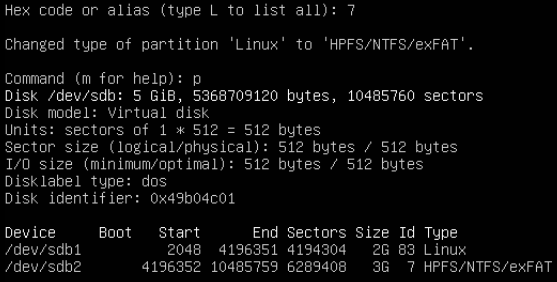 Hex code or alias (type L to list all): 7
Changed type of partition 'Linux' to 'HPFS/NTFS/exFAT'.
Command (m for help): p
Disk /dev/sdb: 5 GiB, 5368709120 bytes, 10485760 sectors
Disk model: Virtual disk
Units: sectors of 1 * 512 = 512 bytes
Sector size (logical/physical): 512 bytes / 512 bytes
I/O size (minimum/optimal): 512 bytes / 512 bytes
Disklabel type: dos
Disk identifier: 0x49b04c01
Device     Boot   Start      End Sectors Size Id Type
/dev/sdb1          2048  4196351 4194304   2G 83 Linux
/dev/sdb2       4196352 10485759 6289408   3G  7 HPFS/NTFS/exFAT